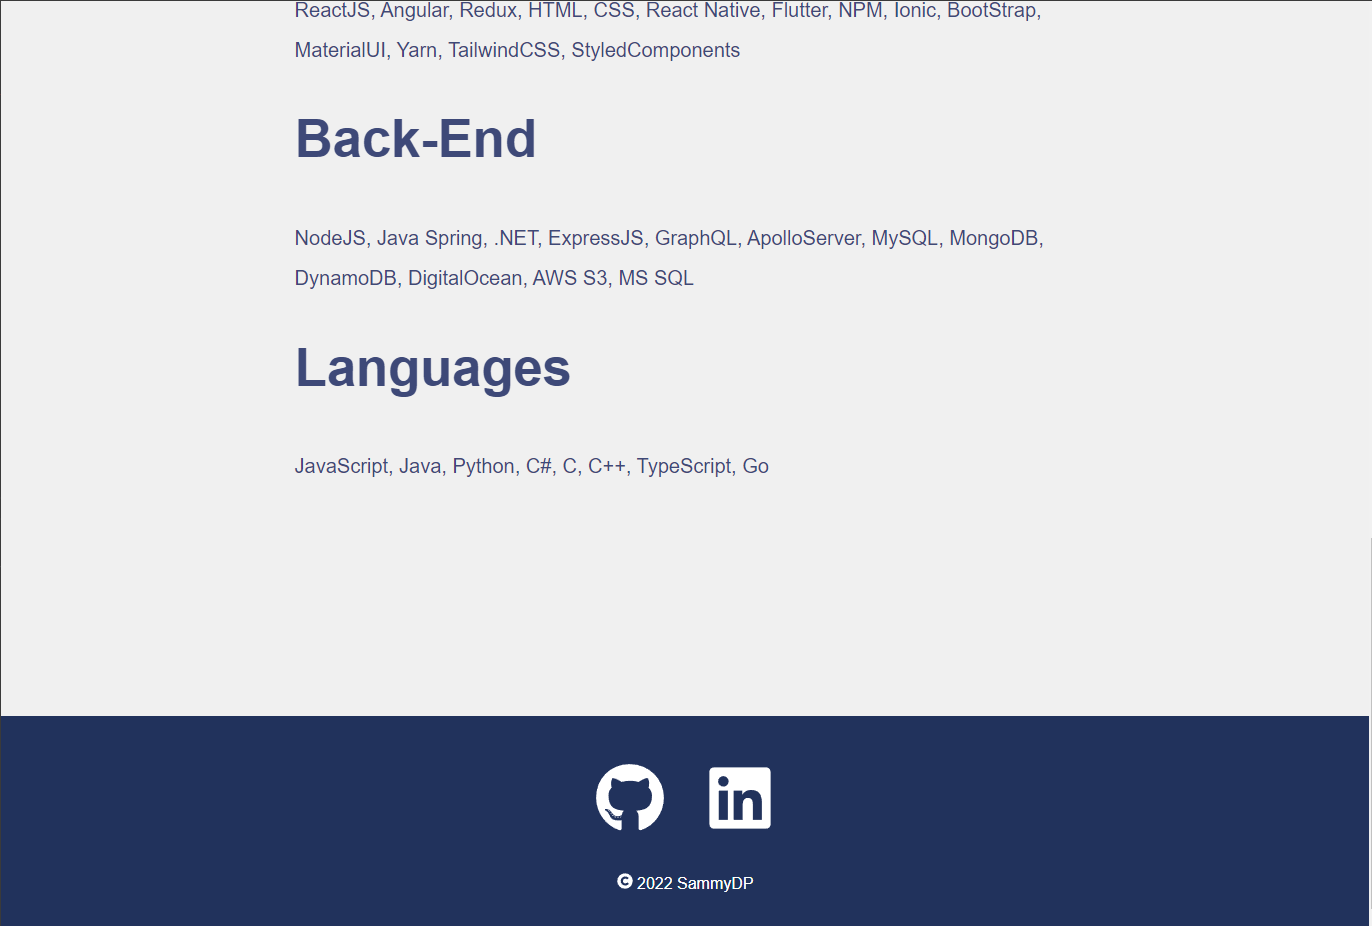 ReactJS, Angular, Redux, HTML, CSS, React Native, Flutter, NPM, Ionic, BootStrap,
MaterialUI, Yarn, TailwindCSS, StyledComponents
Back-End
NodeJS, Java Spring, .NET, ExpressJS, GraphQL, ApolloServer, MySQL, MongoDB,
DynamoDB, DigitalOcean, AWS S3, MS SQL
Languages
JavaScript, Java, Python, C#, C, C++, TypeScript, Go
in
© 2022 SammyDP